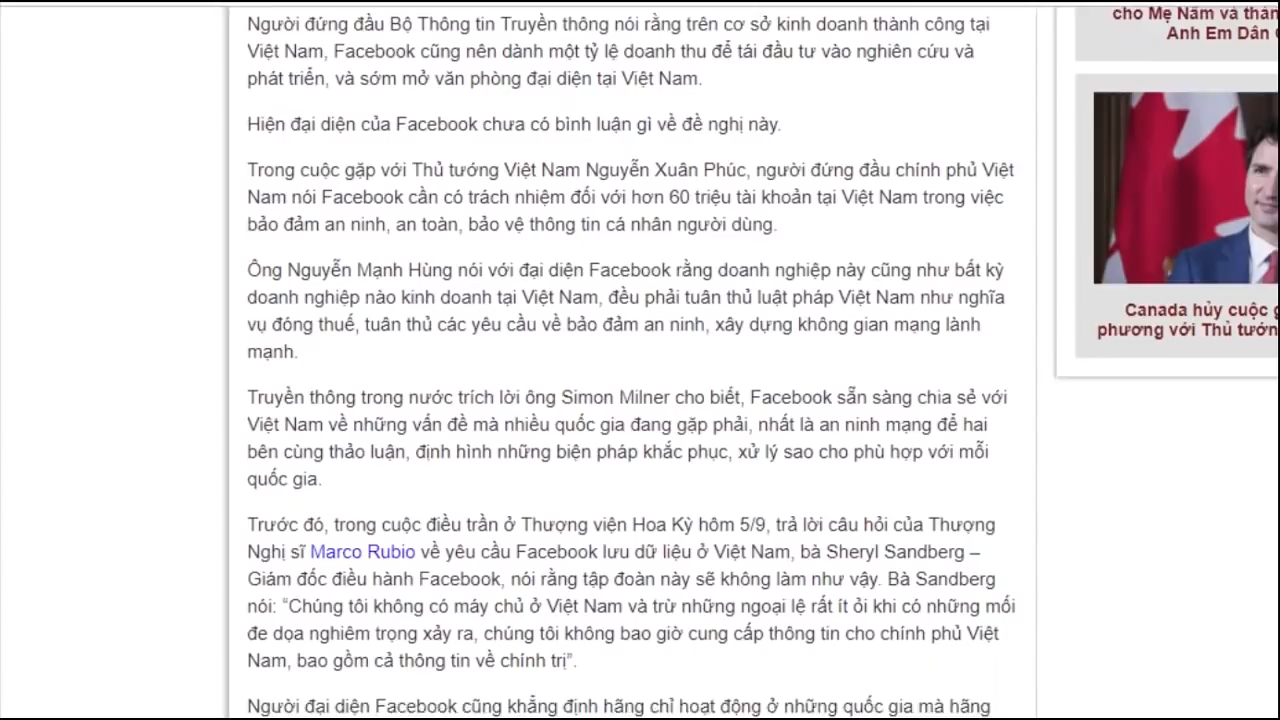 Người đứng đầu Bộ Thông tin Truyền thông nói rằng trên cơ sở kinh doanh thành công tại
Việt Nam, Facebook cũng nên dành một tỷ lệ doanh thu để tái đầu tư vào nghiên cứu và
phát triển, và sớm mở văn phòng đại diện tại Việt Nam.
Hiện đại diện của Facebook chưa có bình luận gì về đề nghị này.
Trong cuộc gặp với Thủ tướng Việt Nam Nguyễn Xuân Phúc, người đứng đầu chính phủ Việt
Nam nói Facebook cần có trách nhiệm đối với hơn 60 triệu tài khoản tại Việt Nam trong việc
bảo đảm an ninh, an toàn, bảo vệ thông tin cá nhân người dùng.
Ông Nguyễn Mạnh Hùng nói với đại diện Facebook rằng doanh nghiệp này cũng như bất kỳ
doanh nghiệp nào kinh doanh tại Việt Nam, đều phải tuân thủ luật pháp Việt Nam như nghĩa
vụ đóng thuế, tuân thủ các yêu cầu về bảo đảm an ninh, xây dựng không gian mạng lành
mạnh.
Truyền thông trong nước trích lời ông Simon Milner cho biết, Facebook sẵn sàng chia sẻ với
Việt Nam về những vấn đề mà nhiều quốc gia đang gặp phải, nhất là an ninh mạng để hai
bên cùng thảo luận, định hình những biện pháp khắc phục, xử lý sao cho phù hợp với mỗi
quốc gia.
Trước đó, trong cuộc điều trần ở Thượng viện Hoa Kỳ hôm 5/9, trả lời câu hỏi của Thượng
Nghị sĩ Marco Rubio về yêu cầu Facebook lưu dữ liệu ở Việt Nam, bà Sheryl Sandberg –
Giám đốc điều hành Facebook, nói rằng tập đoàn này sẽ không làm như vậy. Bà Sandberg
nói: “Chúng tôi không có máy chủ ở Việt Nam và trừ những ngoại lệ rất ít ỏi khi có những mối
đe dọa nghiêm trọng xảy ra, chúng tôi không bao giờ cung cấp thông tin cho chính phủ Việt
Nam, bao gồm cả thông tin về chính trị”.
Người đại diện Facebook cũng khẳng định hãng chỉ hoạt động ở những quốc gia mà hãng
cho Mẹ Nấm và
Anh Em Dân
Canada hủy cuộc
phương với Thủ